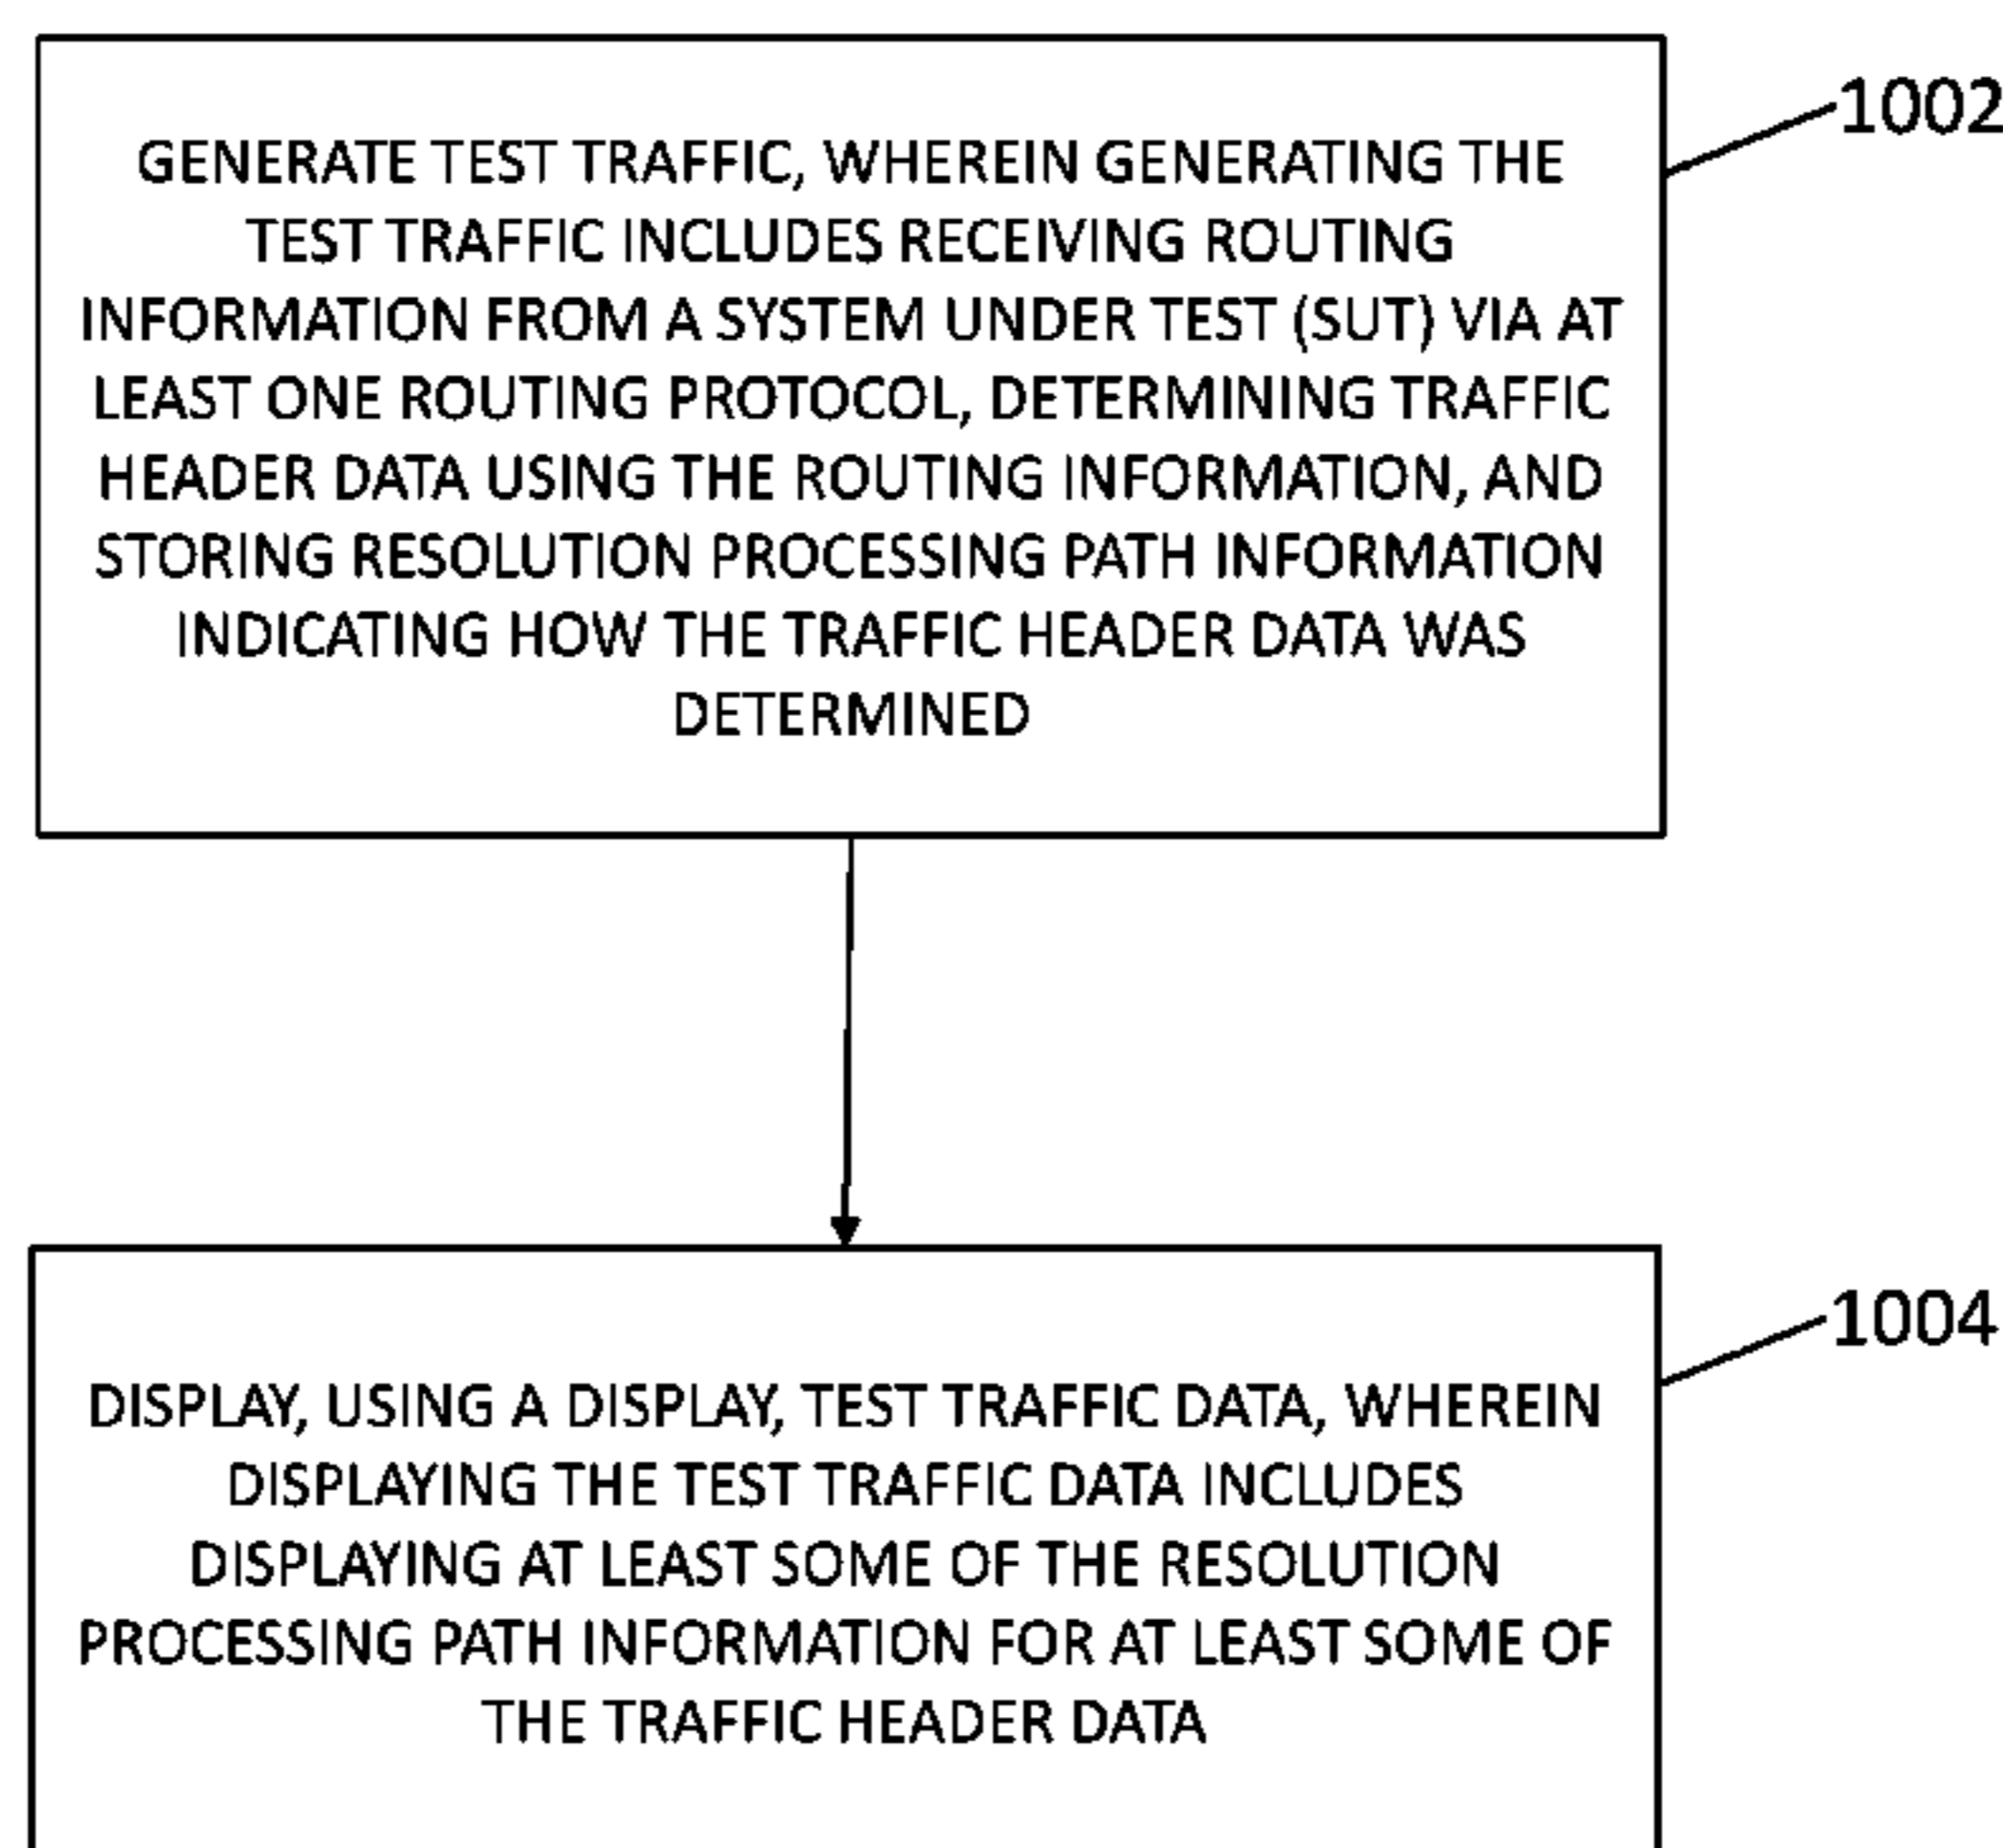 1002
GENERATE TEST TRAFFIC, WHEREIN GENERATING THE
TEST TRAFFIC INCLUDES RECEIVING ROUTING
INFORMATION FROM A SYSTEM UNDER TEST (SUT) VIA AT
LEAST ONE ROUTING PROTOCOL, DETERMINING TRAFFIC
HEADER DATA USING THE ROUTING INFORMATION, AND
STORING RESOLUTION PROCESSING PATH INFORMATION
INDICATING HOW THE TRAFFIC HEADER DATA WAS
DETERMINED
1004
DISPLAY, USING A DISPLAY, TEST TRAFFIC DATA, WHEREIN
DISPLAYING THE TEST TRAFFIC DATA INCLUDES
DISPLAYING AT LEAST SOME OF THE RESOLUTION
PROCESSING PATH INFORMATION FOR AT LEAST SOME OF
THE TRAFFIC HEADER DATA